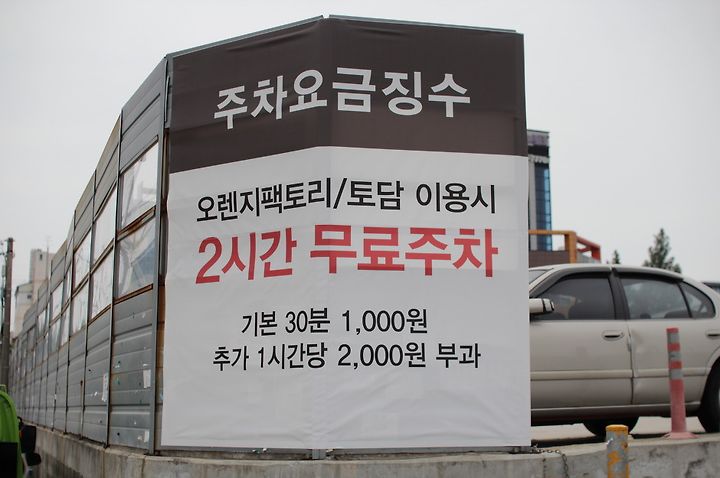 주차요금징수
오렌지팩토리/토담 이용시
2시간 무료주차
기본 30분 1,000원
추가 1시간당 2,000원 부과